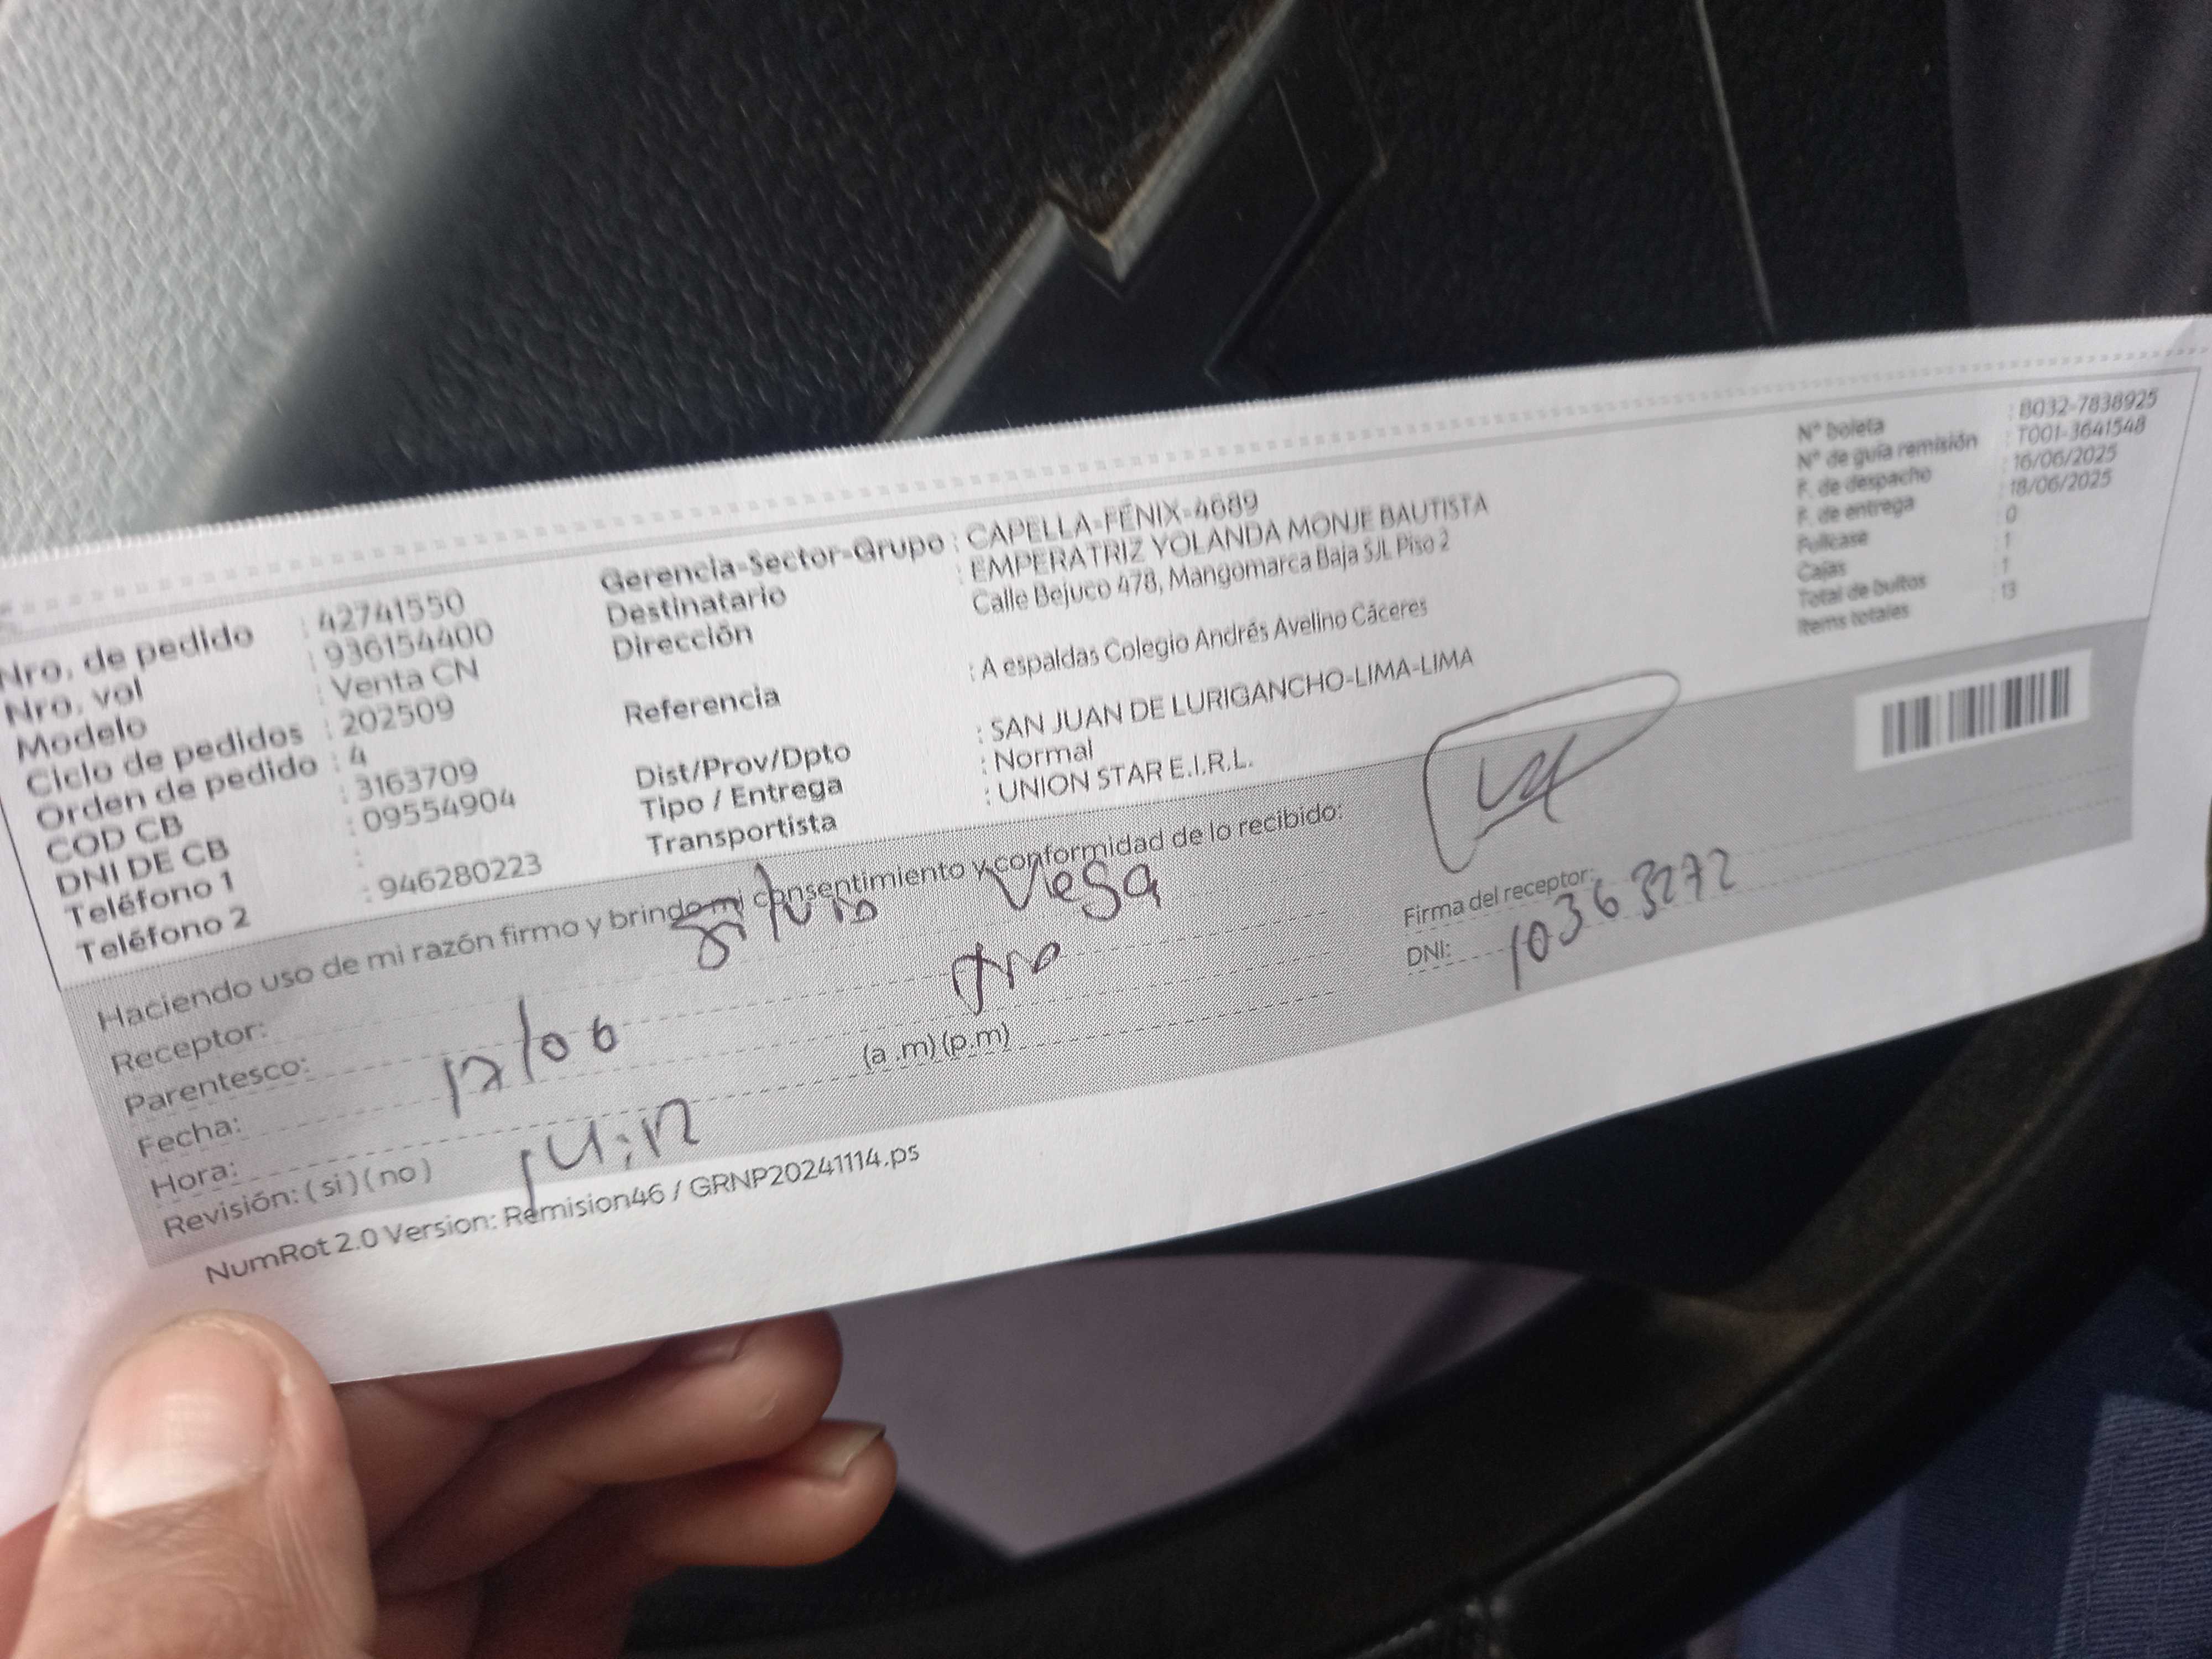 Nro. de pedido : 42741550
Nro. vol : 936154400
Modelo : Venta CN
Ciclo de pedidos : 202509
Orden de pedido : 4
COD CB : 3163709
DNI DE CB : 09554904
Teléfono 1 :
Teléfono 2 : 946280223
Gerencia-Sector-Grupo : CAPELLA-FÉNIX-4689
Destinatario : EMPERATRIZ YOLANDA MONJE BAUTISTA
Dirección Calle Bejuco 478, Mangomarca Baja SJL Piso 2
Referencia : A espaldas Colegio Andrés Avelino Cáceres
Dist/Prov/Dpto : SAN JUAN DE LURIGANCHO-LIMA-LIMA
Tipo / Entrega : Normal
Transportista : UNION STAR E.I.R.L.
N° boleta : B032-7838925
N° de guía remisión : T001-3641548
F. de despacho : 16/06/2025
F. de entrega : 18/06/2025
Fullcase : 0
Cajas : 1
Total de bultos : 1
Items totales : 13
Haciendo uso de mi razón firmo y brindo mi consentimiento y conformidad de lo recibido:
Receptor: Silvia Vega
Parentesco:
Fecha: 17/06
Hora: 14:12 (a .m) (p.m)
Revisión: (si) (no)
Firma del receptor:
DNI: 10363272
NumRot 2.0 Version: Remision46 / GRNP20241114.ps